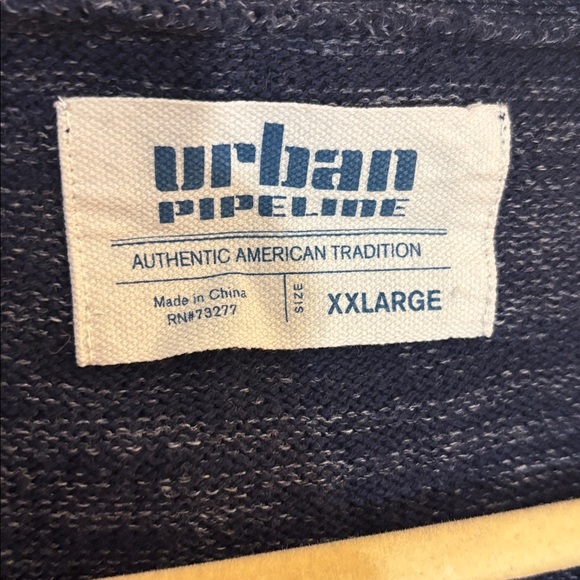 urban
PIPELINE
AUTHENTIC AMERICAN TRADITION
Made in China
RN#73277
SIZE
XXLARGE